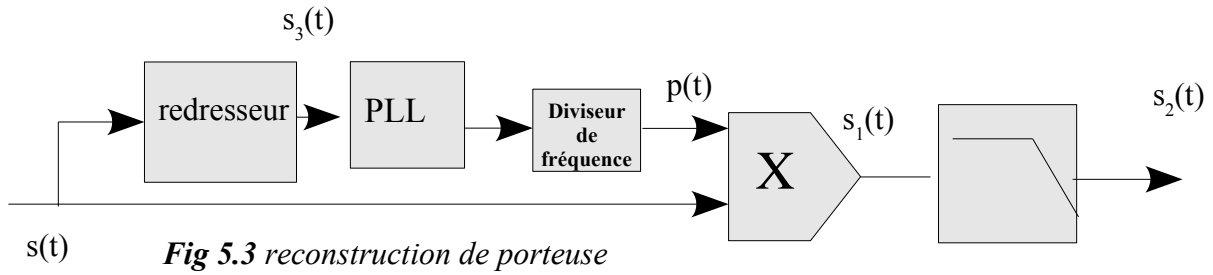 s₃(t)
redresseur
PLL
Diviseur
de
fréquence
p(t)
X
s₁(t)
s₂(t)
s(t)
Fig 5.3 reconstruction de porteuse